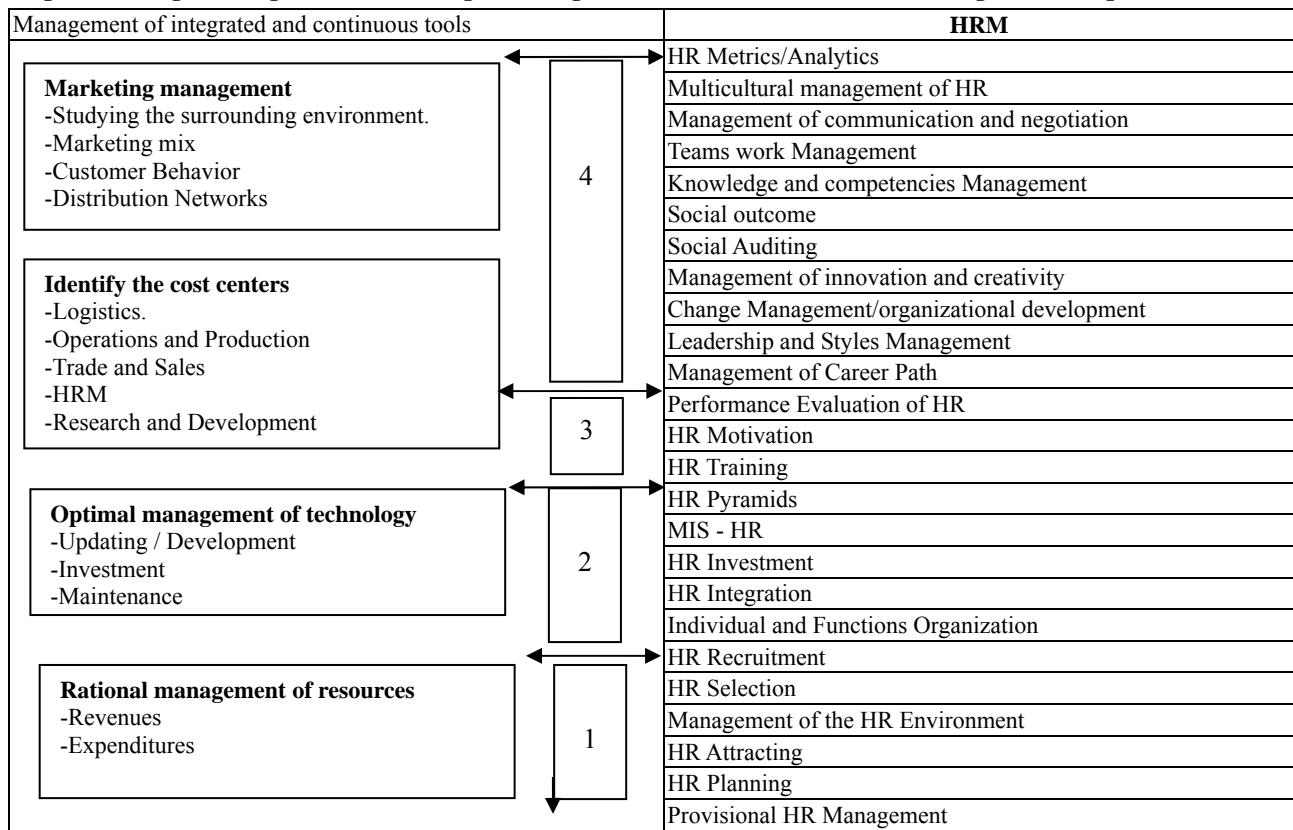 Management of integrated and continuous tools
HRM
Marketing management
-Studying the surrounding environment.
-Marketing mix
-Customer Behavior
-Distribution Networks
Identify the cost centers
-Logistics.
-Operations and Production
-Trade and Sales
-HRM
-Research and Development
Optimal management of technology
-Updating / Development
-Investment
-Maintenance
Rational management of resources
-Revenues
-Expenditures
4
3
2
1
HR Metrics/Analytics
Multicultural management of HR
Management of communication and negotiation
Teams work Management
Knowledge and competencies Management
Social outcome
Social Auditing
Management of innovation and creativity
Change Management/organizational development
Leadership and Styles Management
Management of Career Path
Performance Evaluation of HR
HR Motivation
HR Training
HR Pyramids
MIS - HR
HR Investment
HR Integration
Individual and Functions Organization
HR Recruitment
HR Selection
Management of the HR Environment
HR Attracting
HR Planning
Provisional HR Management